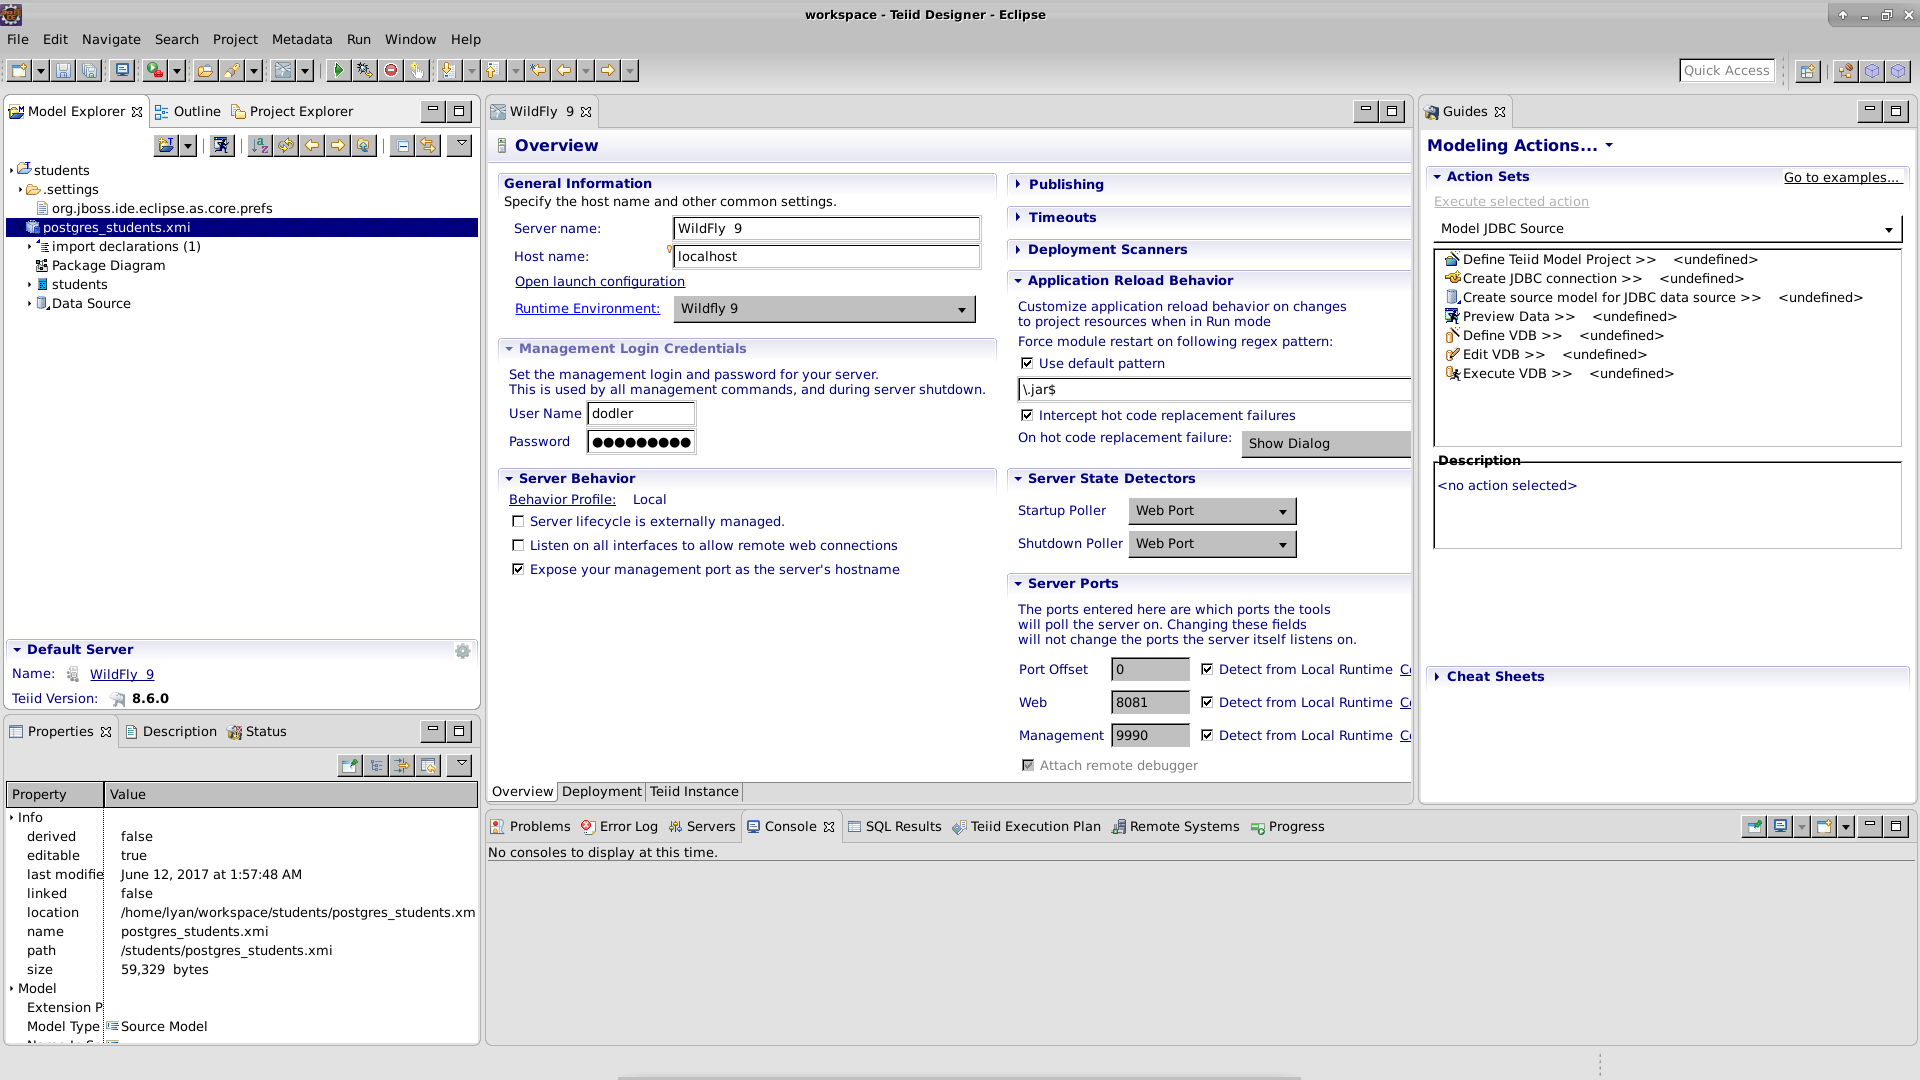 workspace - Teiid Designer - Eclipse
File Edit Navigate Search Project Metadata Run Window Help
Quick Access
Model Explorer Outline Project Explorer
students
.settings
org.jboss.ide.eclipse.as.core.prefs
postgres_students.xmi
import declarations (1)
Package Diagram
students
Data Source
Default Server
Name: WildFly 9
Teiid Version: 8.6.0
Properties Description Status
Property Value
Info
derived false
editable true
last modifie June 12, 2017 at 1:57:48 AM
linked false
location /home/lyan/workspace/students/postgres_students.xm
name postgres_students.xmi
path /students/postgres_students.xmi
size 59,329 bytes
Model
Extension P
Model Type Source Model
WildFly 9
Overview
General Information
Specify the host name and other common settings.
Server name: WildFly 9
Host name: localhost
Open launch configuration
Runtime Environment: Wildfly 9
Management Login Credentials
Set the management login and password for your server.
This is used by all management commands, and during server shutdown.
User Name dodler
Password ●●●●●●●●●
Server Behavior
Behavior Profile: Local
Server lifecycle is externally managed.
Listen on all interfaces to allow remote web connections
Expose your management port as the server's hostname
Publishing
Timeouts
Deployment Scanners
Application Reload Behavior
Customize application reload behavior on changes
to project resources when in Run mode
Force module restart on following regex pattern:
Use default pattern
\.jar$
Intercept hot code replacement failures
On hot code replacement failure: Show Dialog
Server State Detectors
Startup Poller Web Port
Shutdown Poller Web Port
Server Ports
The ports entered here are which ports the tools
will poll the server on. Changing these fields
will not change the ports the server itself listens on.
Port Offset 0 Detect from Local Runtime
Web 8081 Detect from Local Runtime
Management 9990 Detect from Local Runtime
Attach remote debugger
Overview Deployment Teiid Instance
Guides
Modeling Actions...
Action Sets Go to examples...
Execute selected action
Model JDBC Source
Define Teiid Model Project >> <undefined>
Create JDBC connection >> <undefined>
Create source model for JDBC data source >> <undefined>
Preview Data >> <undefined>
Define VDB >> <undefined>
Edit VDB >> <undefined>
Execute VDB >> <undefined>
Description
<no action selected>
Cheat Sheets
Problems Error Log Servers Console SQL Results Teiid Execution Plan Remote Systems Progress
No consoles to display at this time.